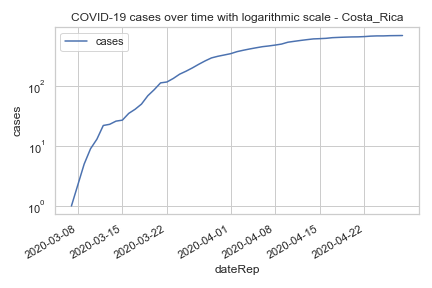 COVID-19 cases over time with logarithmic scale - Costa_Rica
cases
10²
10¹
10⁰
cases
2020-03-08
2020-03-15
2020-03-22
2020-04-01
2020-04-08
2020-04-15
2020-04-22
dateRep